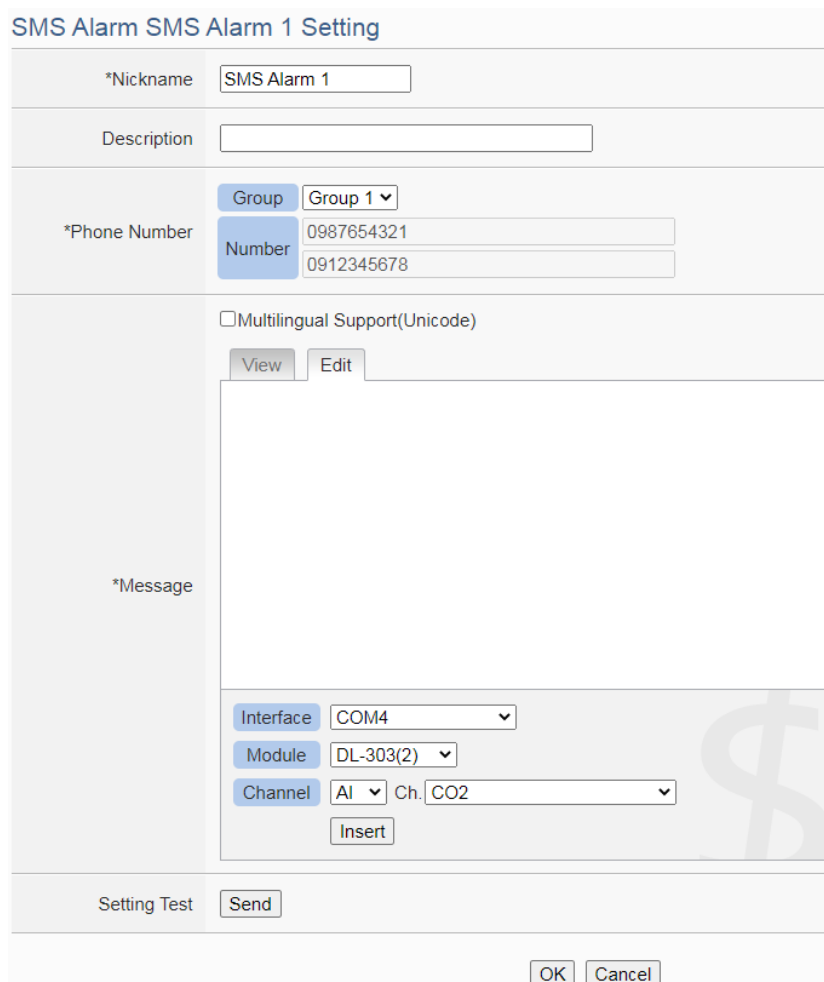 SMS Alarm SMS Alarm 1 Setting
*Nickname SMS Alarm 1
Description
*Phone Number Group Group 1
Number 0987654321
0912345678
Multilingual Support(Unicode)
View Edit
*Message
Interface COM4
Module DL-303(2)
Channel AI Ch. CO2
Insert
$
Setting Test Send
OK Cancel